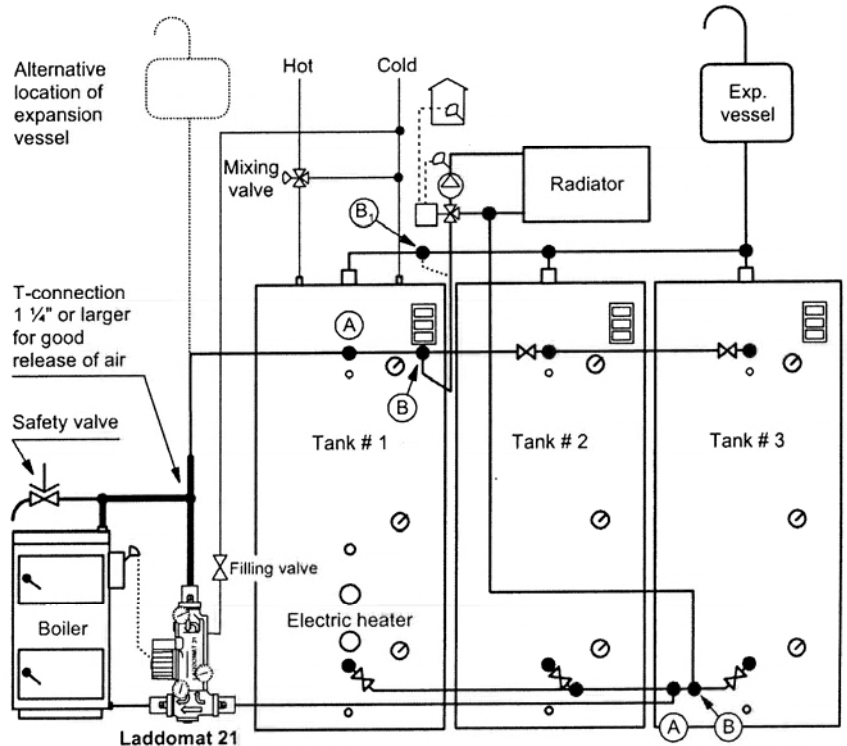 Alternative
location of
expansion
vessel
Hot
Cold
Exp.
vessel
Mixing
valve
Radiator
B1
T-connection
1 ¼" or larger
for good
release of air
A
B
Safety valve
Tank # 1
Tank # 2
Tank # 3
Filling valve
Boiler
Electric heater
LADDOMAT 21
A
B
Laddomat 21